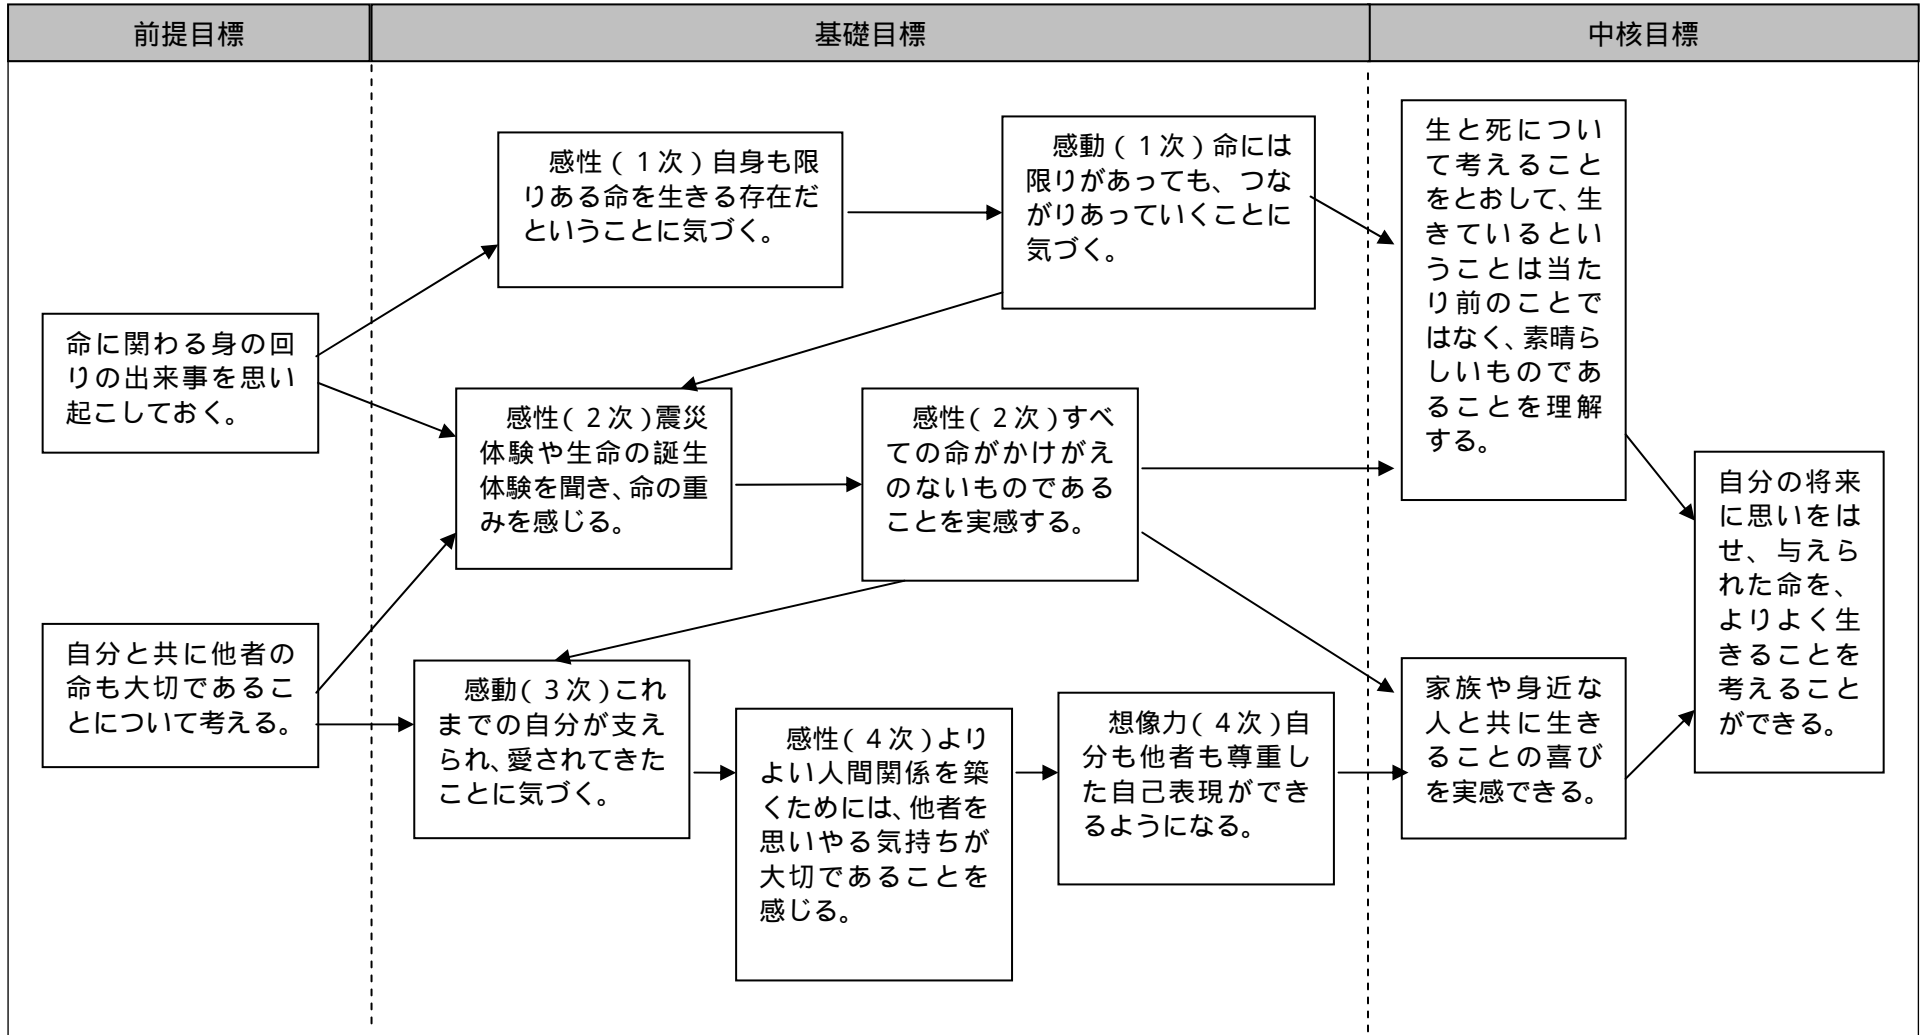 前提目標
基礎目標
中核目標
感性（１次）自身も限
りある命を生きる存在だ
ということに気づく。
感動（１次）命には
限りがあっても、つな
がりあっていくことに
気づく。
生と死につい
て考えること
をとおして、生
きているとい
うことは当た
り前のことで
はなく、素晴ら
しいものであ
ることを理解
する。
命に関わる身の回
りの出来事を思い
起こしておく。
感性（２次）震災
体験や生命の誕生
体験を聞き、命の重
みを感じる。
感性（２次）すべ
ての命がかけがえ
のないものである
ことを実感する。
自分の将来
に思いをは
せ、与えら
れた命を、
よりよく生
きることを
考えること
ができる。
自分と共に他者の
命も大切であるこ
とについて考える。
感動（３次）これ
までの自分が支え
られ、愛されてきた
ことに気づく。
感性（４次）より
よい人間関係を築
くためには、他者を
思いやる気持ちが
大切であることを
感じる。
想像力（４次）自
分も他者も尊重し
た自己表現ができ
るようになる。
家族や身近な
人と共に生き
ることの喜び
を実感できる。